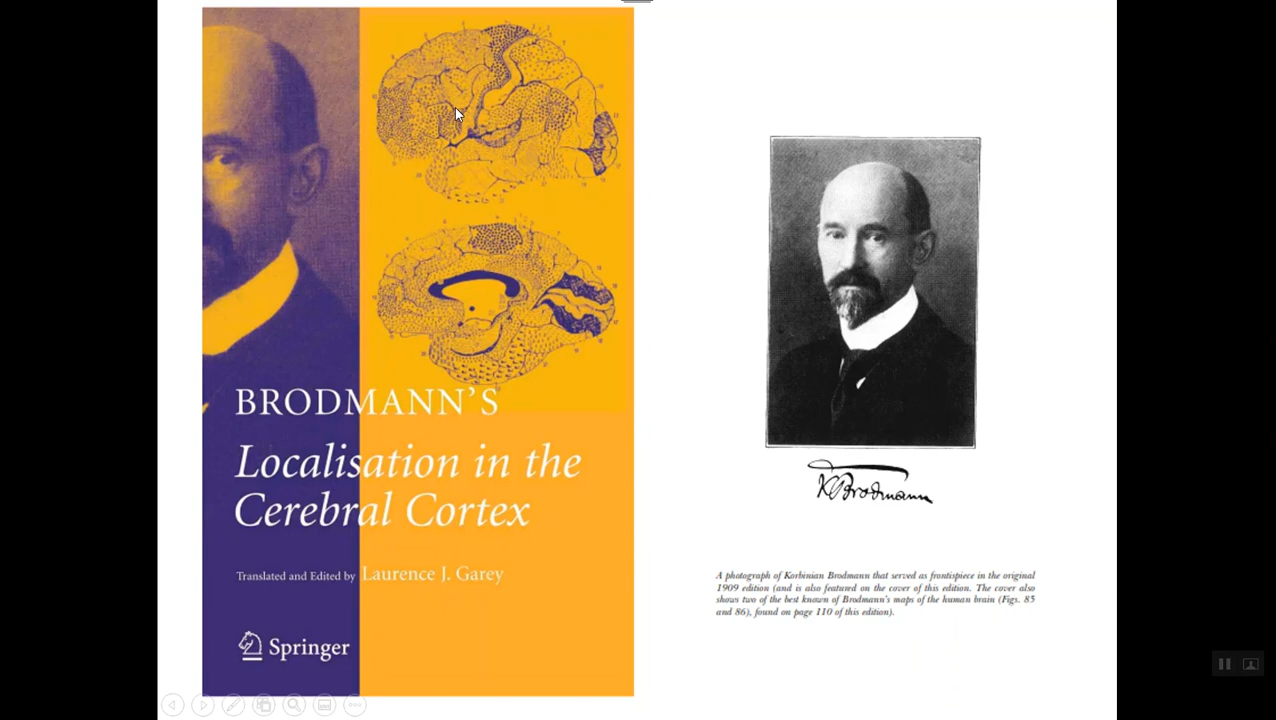 BRODMANN'S
Localisation in the
Cerebral Cortex
Translated and Edited by Laurence J. Garey
Springer
K Brodmann
A photograph of Korbinian Brodmann that served as frontispiece in the original
1909 edition (and is also featured on the cover of this edition. The cover also
shows two of the best known of Brodmann's maps of the human brain (Figs. 85
and 86), found on page 110 of this edition).